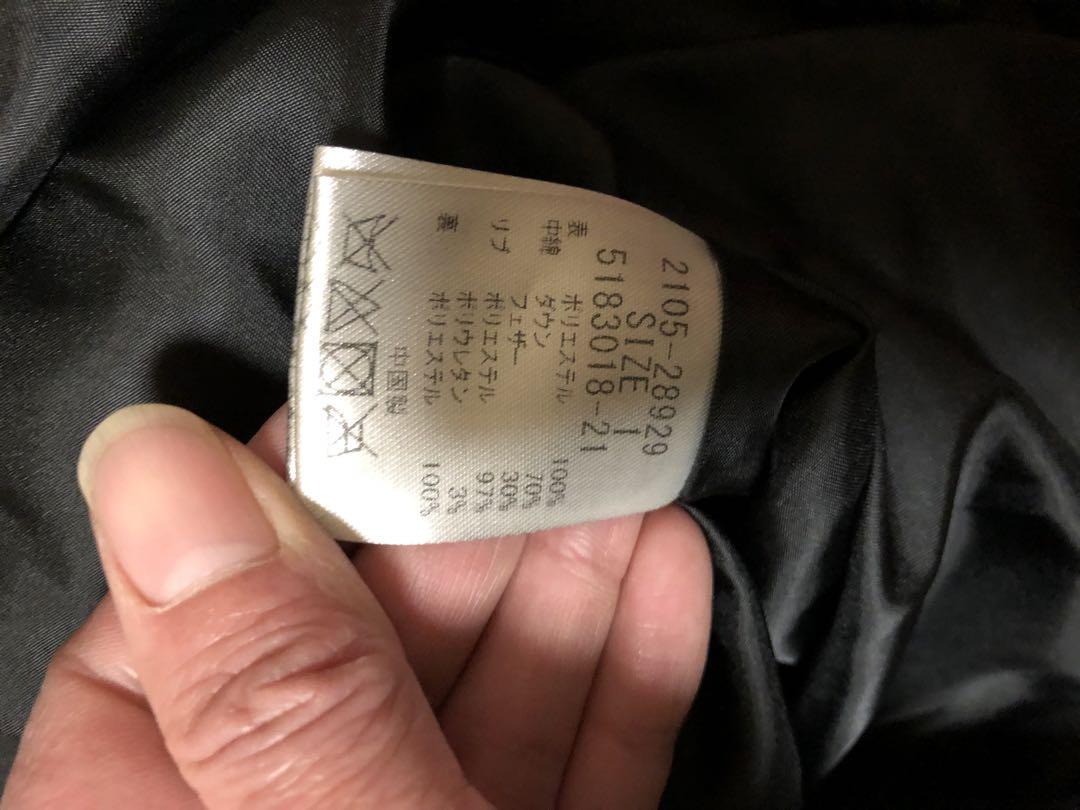 2105-28929
SIZE 1
5183018-21
表 ポリエステル 100%
中綿 ダウン 70%
フェザー 30%
リブ ポリエステル 97%
ポリウレタン 3%
裏 ポリエステル 100%
中国製